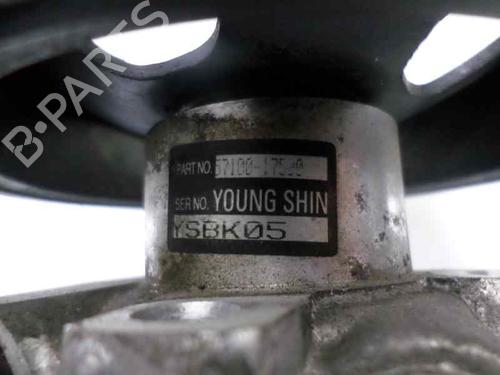 B-PARTS
PART NO.
SER NO. YOUNG SHIN
YSBK05